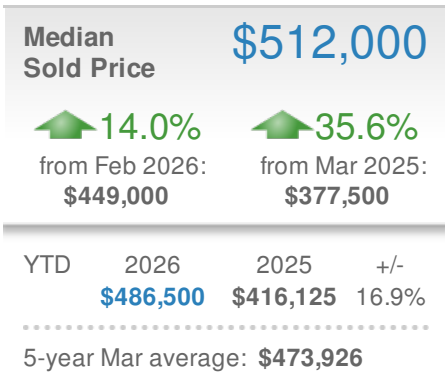 Median
Sold Price
$512,000
14.0%
from Feb 2026:
$449,000
35.6%
from Mar 2025:
$377,500
YTD 2026 2025 +/-
$486,500 $416,125 16.9%
5-year Mar average: $473,926